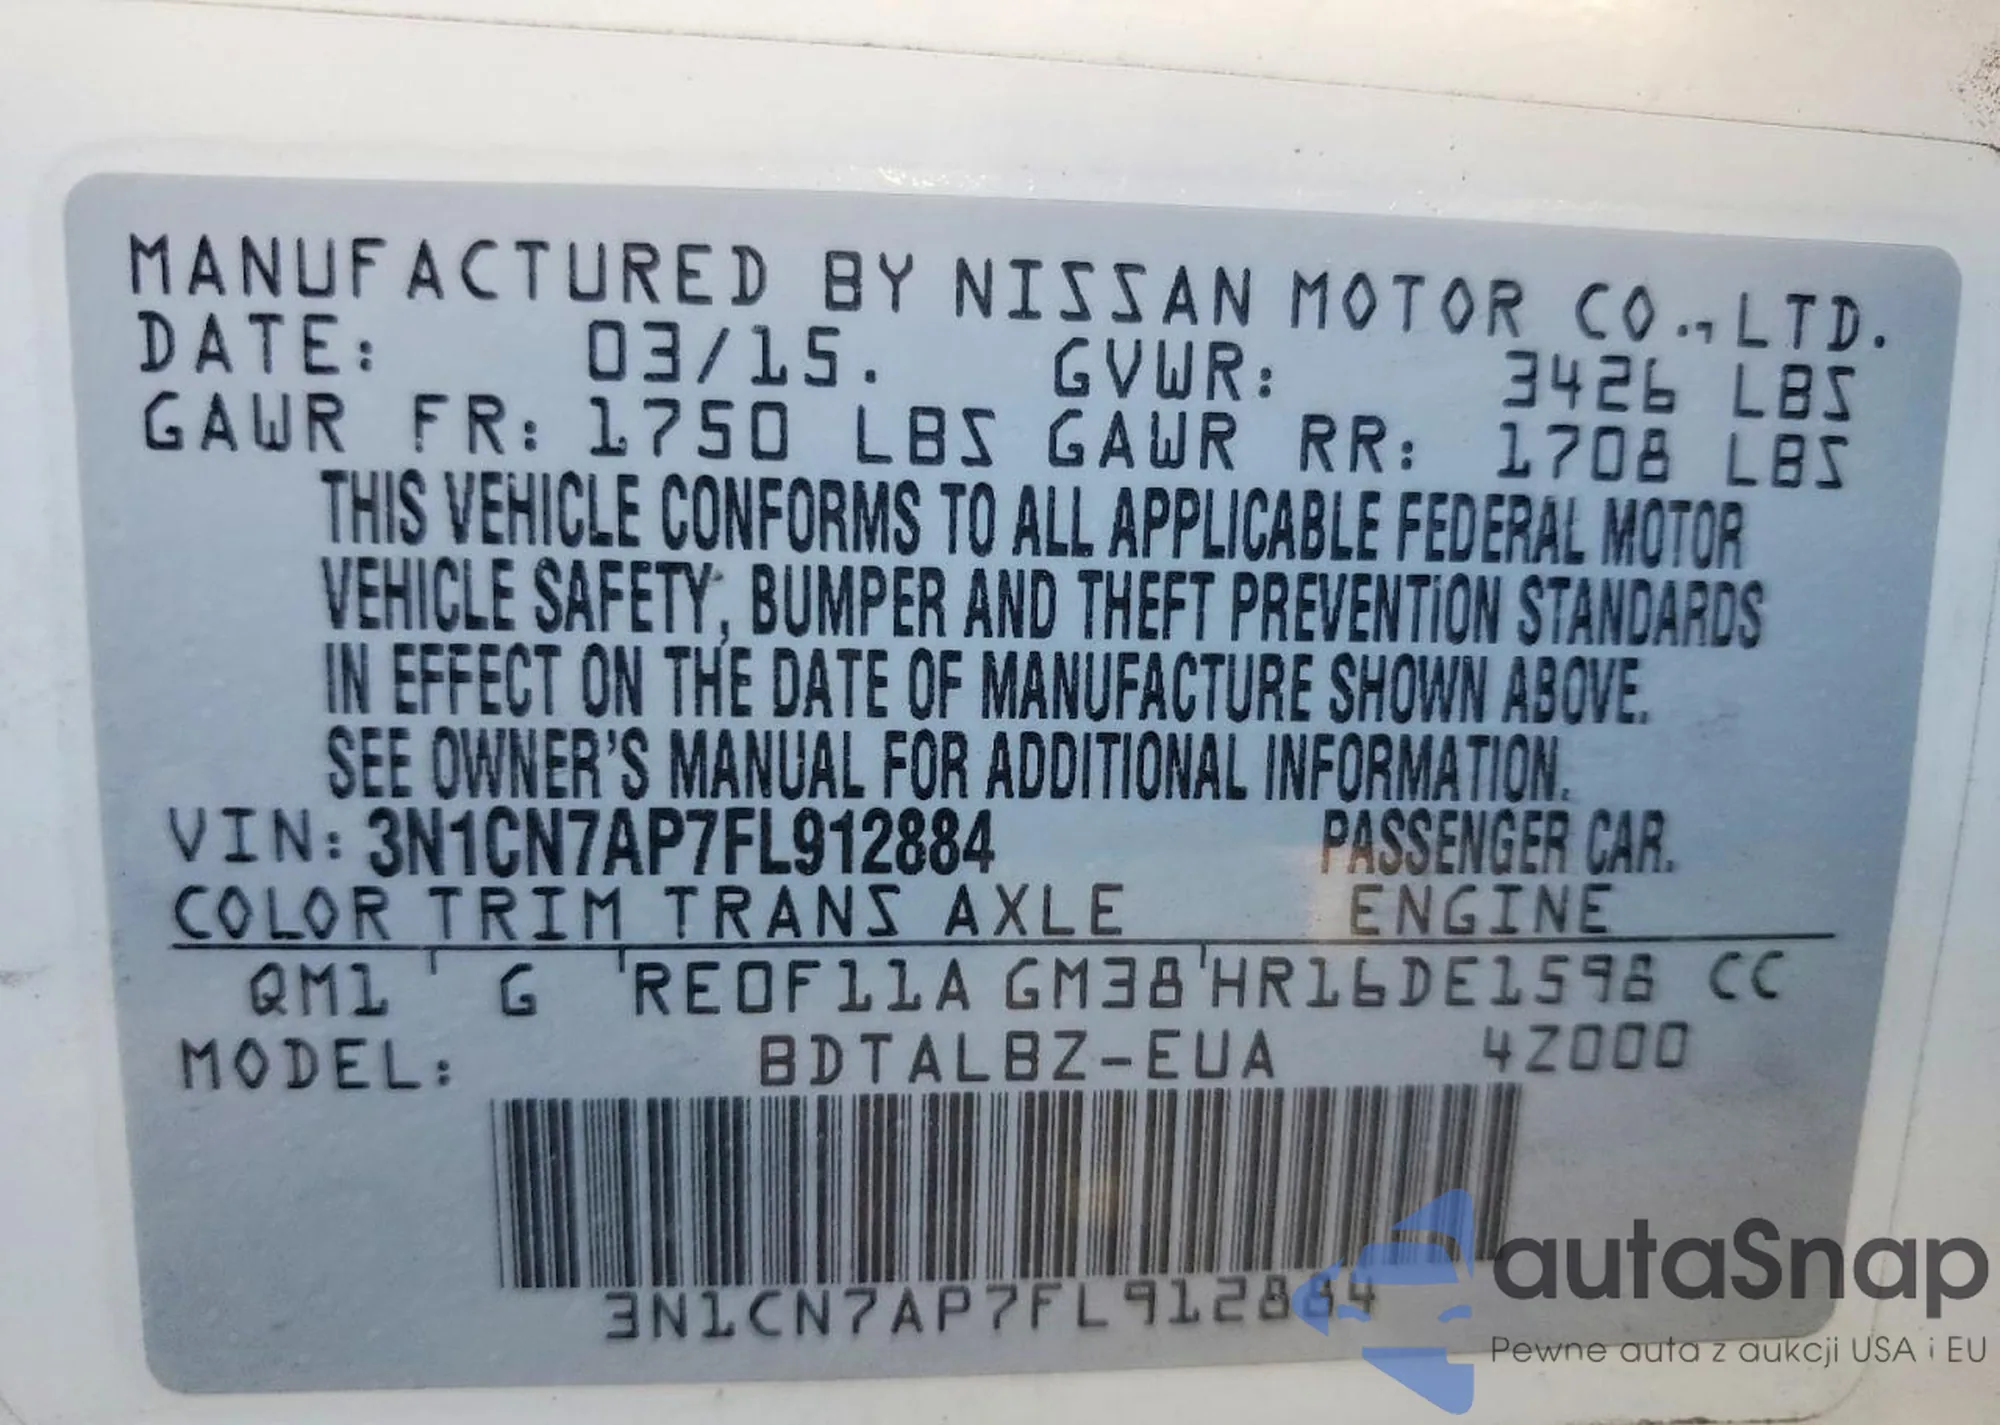 MANUFACTURED BY NISSAN MOTOR CO.,LTD.
DATE: 03/15. GVWR: 3426 LBS
GAWR FR: 1750 LBS GAWR RR: 1708 LBS
THIS VEHICLE CONFORMS TO ALL APPLICABLE FEDERAL MOTOR
VEHICLE SAFETY, BUMPER AND THEFT PREVENTION STANDARDS
IN EFFECT ON THE DATE OF MANUFACTURE SHOWN ABOVE.
SEE OWNER'S MANUAL FOR ADDITIONAL INFORMATION.
VIN: 3N1CN7AP7FL912884 PASSENGER CAR.
COLOR TRIM TRANS AXLE ENGINE
QM1 G RE0F11A GM38 HR16DE1598 CC
MODEL: BDTALBZ-EUA 4Z000
3N1CN7AP7FL912884
autaSnap
Pewne auta z aukcji USA i EU